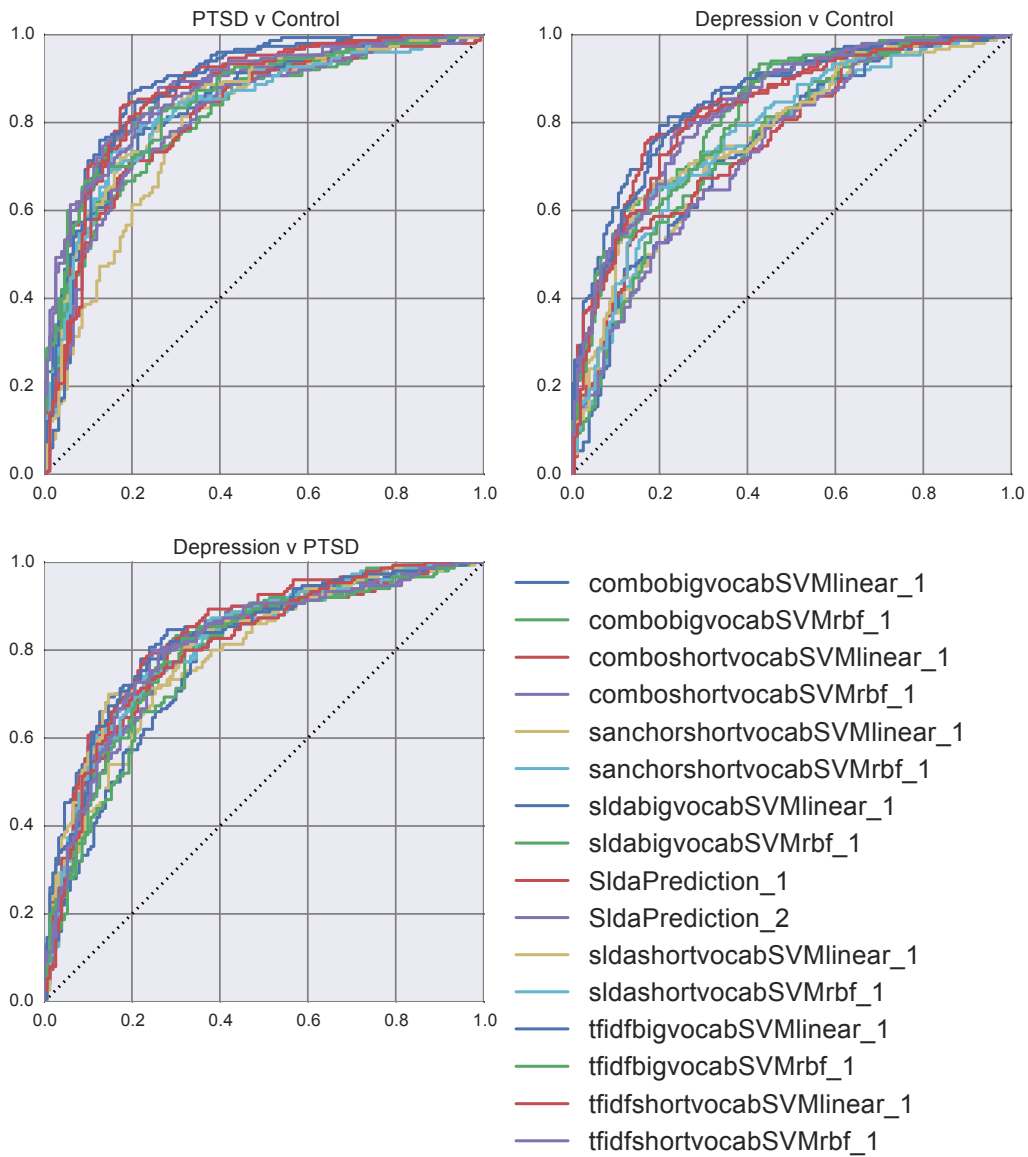 PTSD v Control
1.0
0.8
0.6
0.4
0.2
0.0
0.0 0.2 0.4 0.6 0.8 1.0
Depression v Control
1.0
0.8
0.6
0.4
0.2
0.0
0.0 0.2 0.4 0.6 0.8 1.0
Depression v PTSD
1.0
0.8
0.6
0.4
0.2
0.0
0.0 0.2 0.4 0.6 0.8 1.0
combobigvocabSVMlinear_1
combobigvocabSVMrbf_1
comboshortvocabSVMlinear_1
comboshortvocabSVMrbf_1
sanchorshortvocabSVMlinear_1
sanchorshortvocabSVMrbf_1
sldabigvocabSVMlinear_1
sldabigvocabSVMrbf_1
SldaPrediction_1
SldaPrediction_2
sldashortvocabSVMlinear_1
sldashortvocabSVMrbf_1
tfidfbigvocabSVMlinear_1
tfidfbigvocabSVMrbf_1
tfidfshortvocabSVMlinear_1
tfidfshortvocabSVMrbf_1